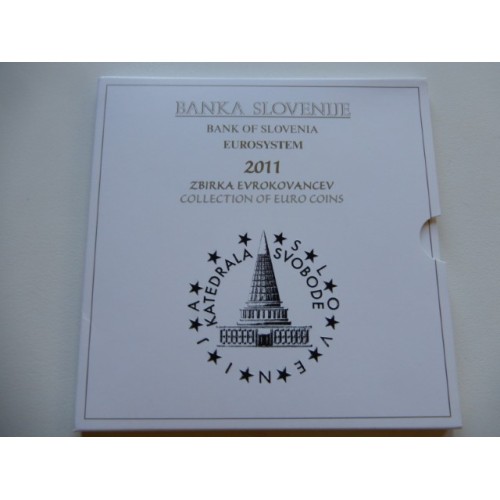 BANKA SLOVENIJE
BANK OF SLOVENIA
EUROSYSTEM
2011
ZBIRKA EVROKOVANCEV
COLLECTION OF EURO COINS
KATEDRALA SVOBODE
SLOVENIJA